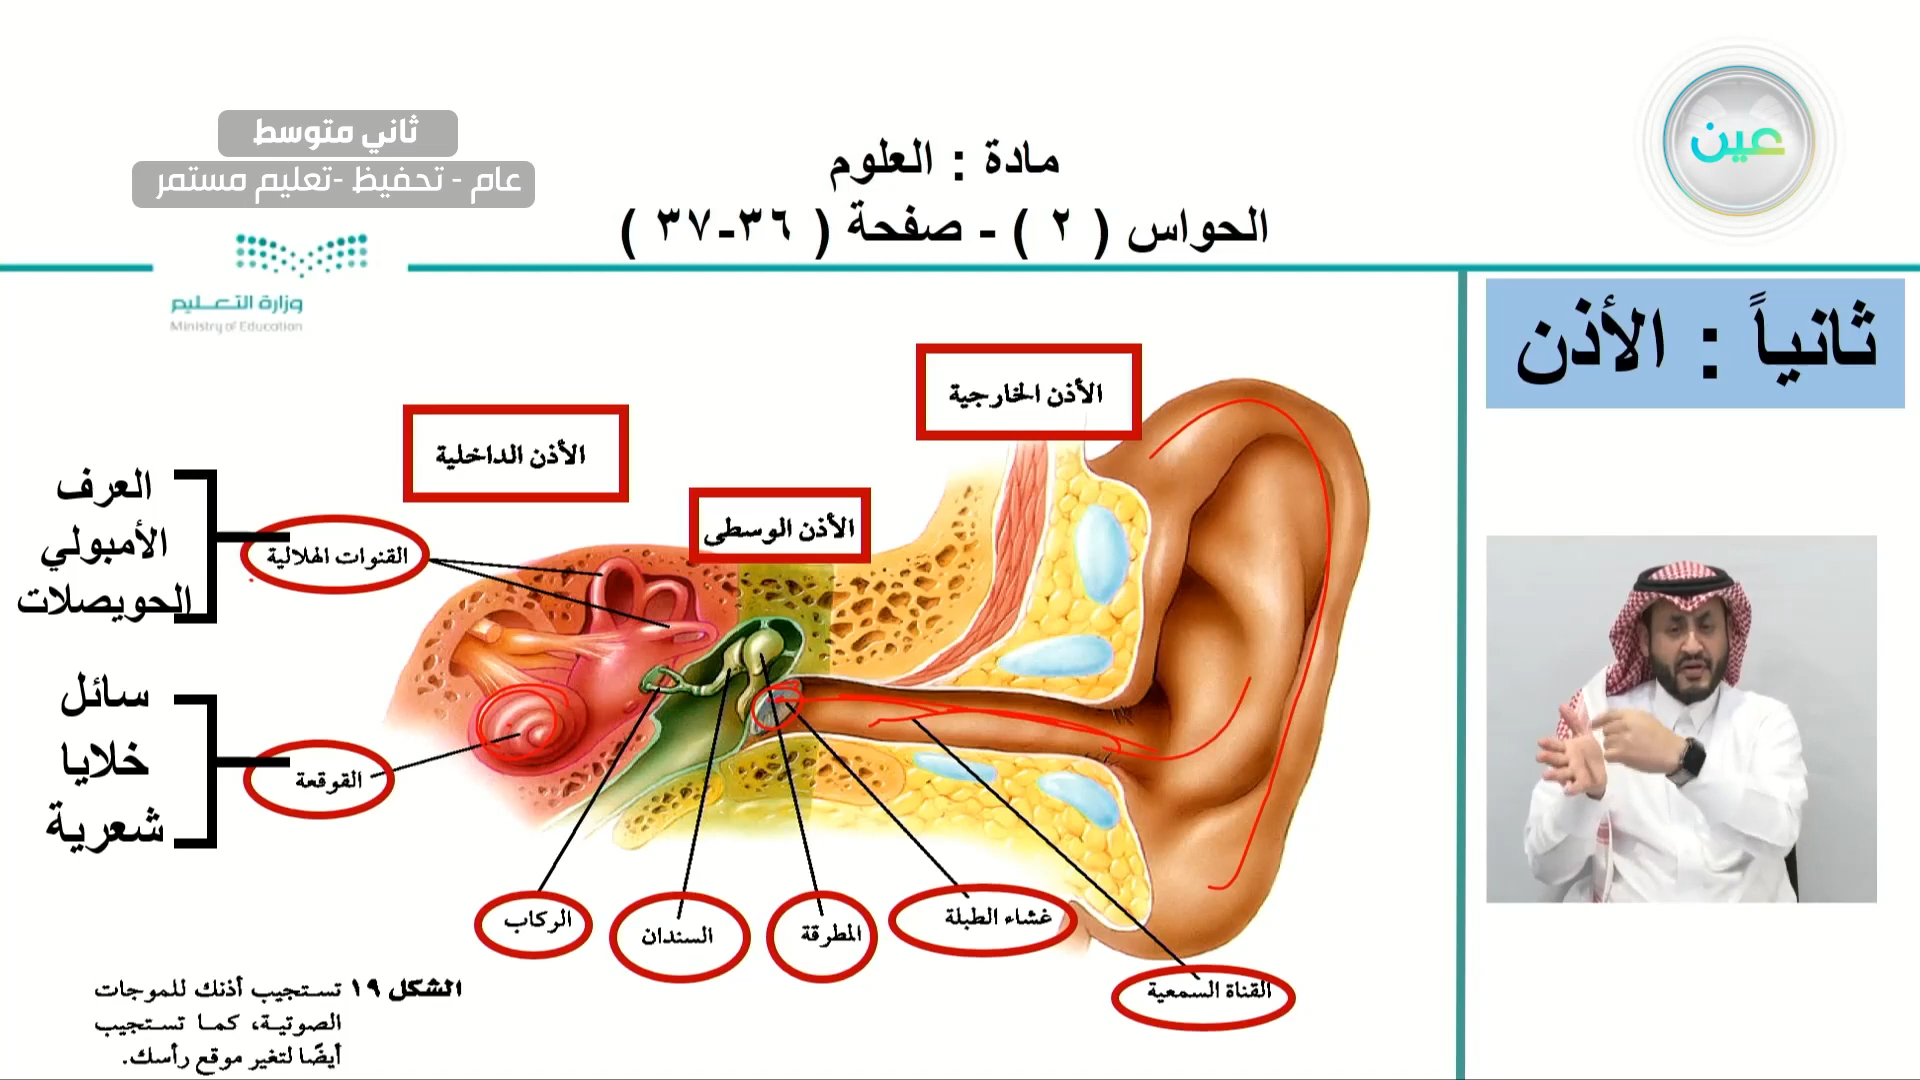 ثاني متوسط
عام - تحفيظ -تعليم مستمر
مادة : العلوم
الحواس ( ٢ ) - صفحة ( ٣٦-٣٧ )
عين
وزارة التعليم
Ministry of Education
ثانياً : الأذن
الأذن الخارجية
الأذن الداخلية
الأذن الوسطى
العرف
الأمبولي
الحويصلات
القنوات الهلالية
سائل
خلايا
شعرية
القوقعة
الركاب
السندان
المطرقة
غشاء الطبلة
القناة السمعية
الشكل ١٩ تستجيب أذنك للموجات
الصوتية، كما تستجيب
أيضًا لتغير موقع رأسك.